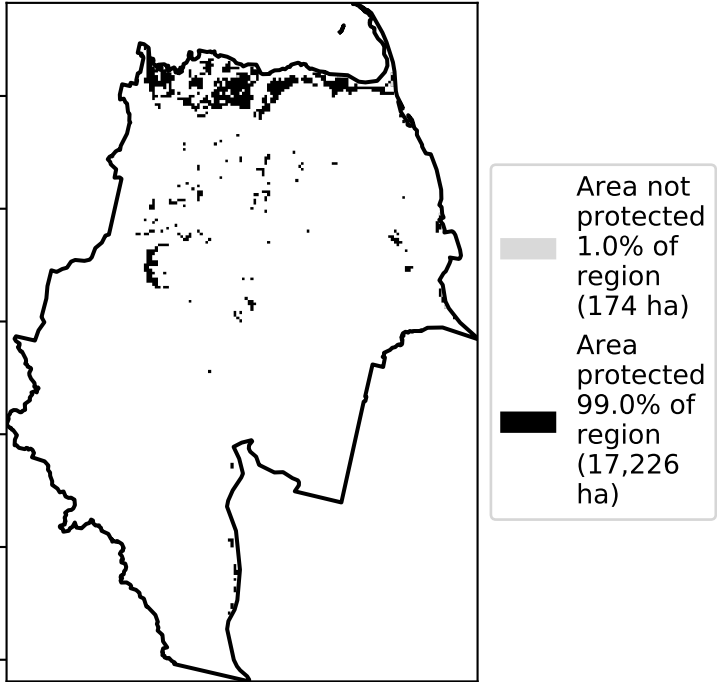 Area not
protected
1.0% of
region
(174 ha)
Area
protected
99.0% of
region
(17,226
ha)